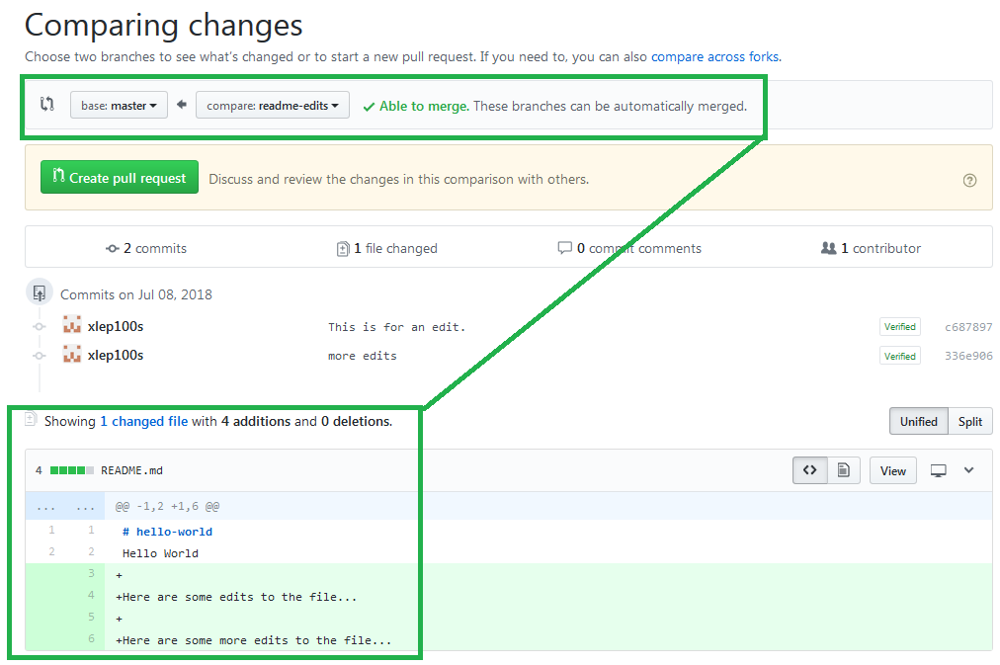 Comparing changes
Choose two branches to see what's changed or to start a new pull request. If you need to, you can also compare across forks.
base: master compare: readme-edits Able to merge. These branches can be automatically merged.
Create pull request Discuss and review the changes in this comparison with others. ?
2 commits 1 file changed 0 commit comments 1 contributor
Commits on Jul 08, 2018
xlep100s This is for an edit. Verified c687897
xlep100s more edits Verified 336e906
Showing 1 changed file with 4 additions and 0 deletions. Unified Split
4 README.md <> View
... ... @@ -1,2 +1,6 @@
1 1 # hello-world
2 2 Hello World
3 +
4 +Here are some edits to the file...
5 +
6 +Here are some more edits to the file...